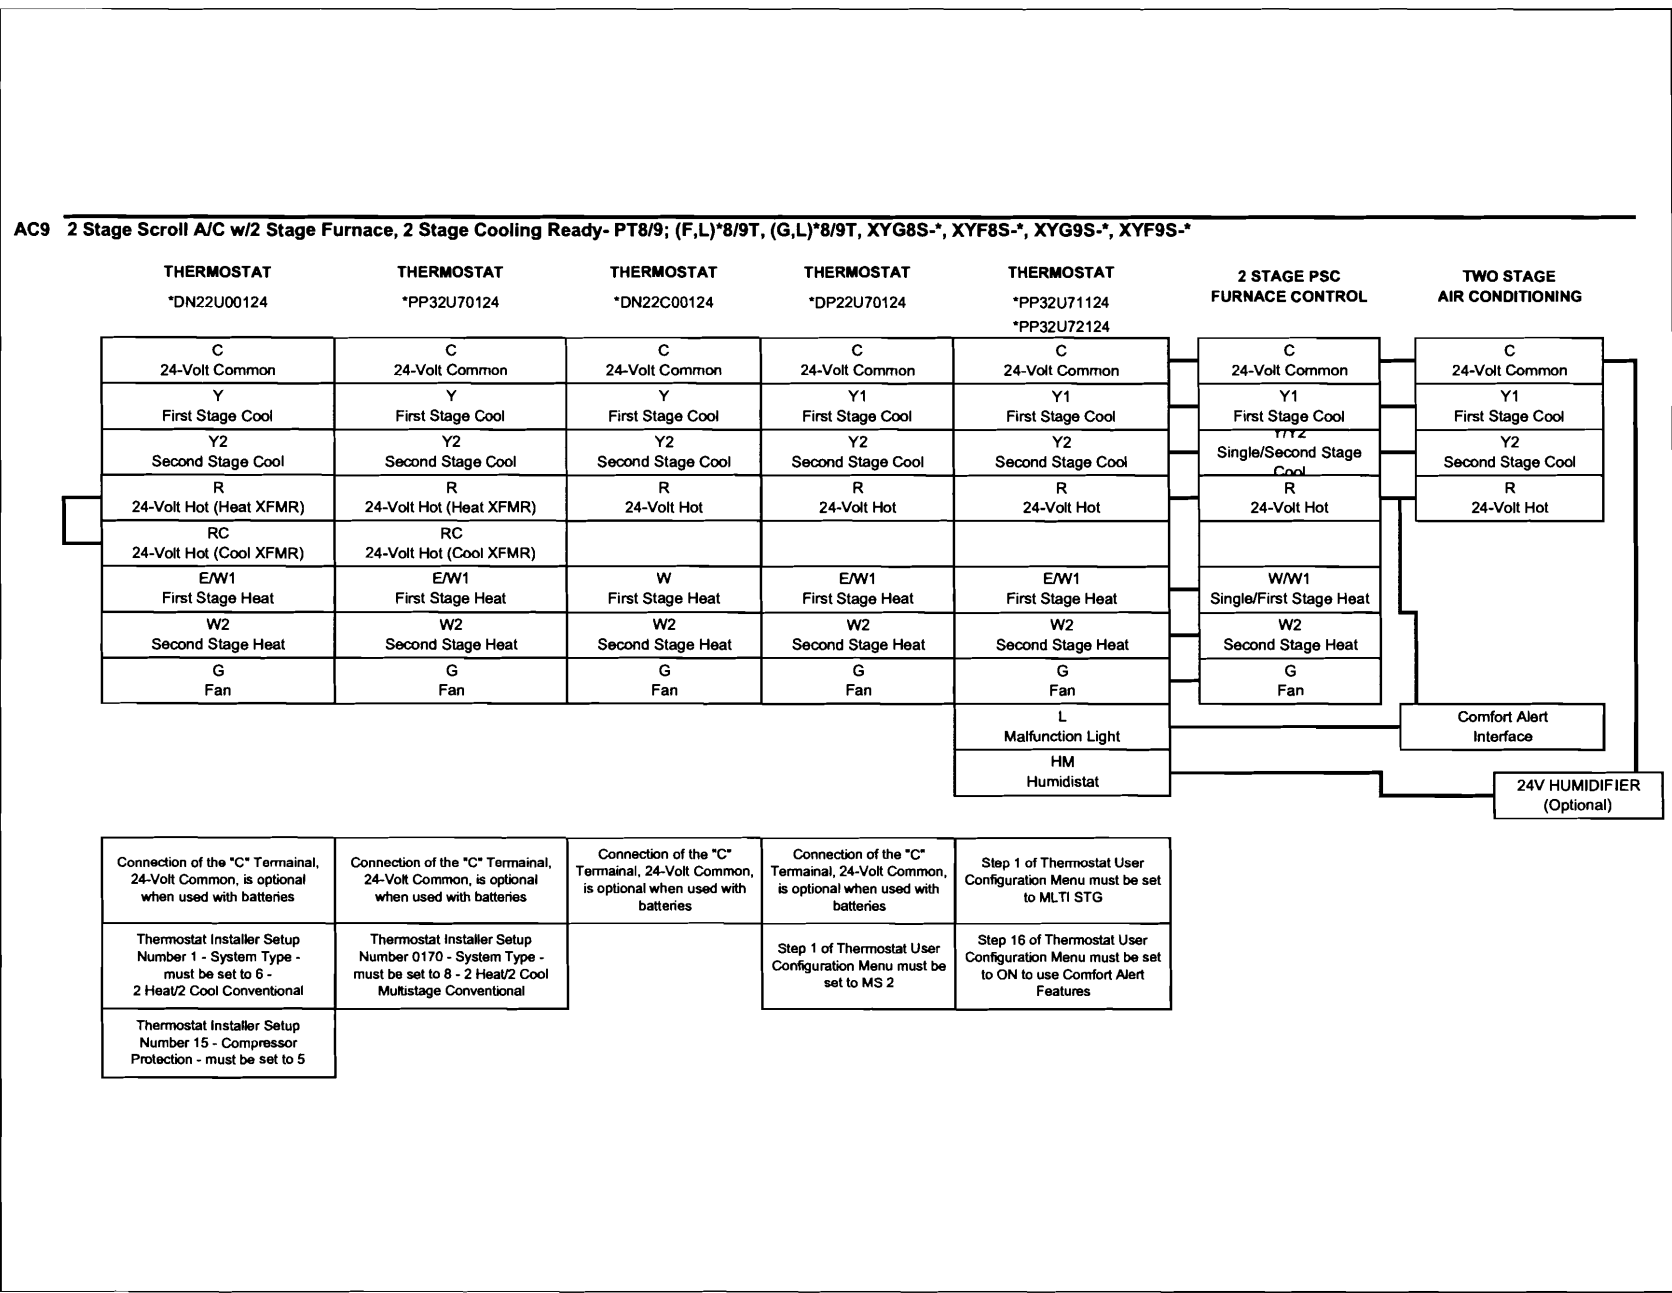 AC9 2 Stage Scroll A/C w/2 Stage Furnace, 2 Stage Cooling Ready- PT8/9; (F,L)*8/9T, (G,L)*8/9T, XYG8S-*, XYF8S-*, XYG9S-*, XYF9S-*
THERMOSTAT
*DN22U00124
THERMOSTAT
*PP32U70124
THERMOSTAT
*DN22C00124
THERMOSTAT
*DP22U70124
THERMOSTAT
*PP32U71124
*PP32U72124
2 STAGE PSC
FURNACE CONTROL
TWO STAGE
AIR CONDITIONING
C
24-Volt Common
C
24-Volt Common
C
24-Volt Common
C
24-Volt Common
C
24-Volt Common
C
24-Volt Common
C
24-Volt Common
Y
First Stage Cool
Y
First Stage Cool
Y
First Stage Cool
Y1
First Stage Cool
Y1
First Stage Cool
Y1
First Stage Cool
Y1
First Stage Cool
Y2
Second Stage Cool
Y2
Second Stage Cool
Y2
Second Stage Cool
Y2
Second Stage Cool
Y2
Second Stage Cool
Y/Y2
Single/Second Stage
Cool
Y2
Second Stage Cool
R
24-Volt Hot (Heat XFMR)
R
24-Volt Hot (Heat XFMR)
R
24-Volt Hot
R
24-Volt Hot
R
24-Volt Hot
R
24-Volt Hot
R
24-Volt Hot
RC
24-Volt Hot (Cool XFMR)
RC
24-Volt Hot (Cool XFMR)
E/W1
First Stage Heat
E/W1
First Stage Heat
W
First Stage Heat
E/W1
First Stage Heat
E/W1
First Stage Heat
W/W1
Single/First Stage Heat
W2
Second Stage Heat
W2
Second Stage Heat
W2
Second Stage Heat
W2
Second Stage Heat
W2
Second Stage Heat
W2
Second Stage Heat
G
Fan
G
Fan
G
Fan
G
Fan
G
Fan
G
Fan
L
Malfunction Light
Comfort Alert
Interface
HM
Humidistat
24V HUMIDIFIER
(Optional)
Connection of the "C" Termainal,
24-Volt Common, is optional
when used with batteries
Connection of the "C" Termainal,
24-Volt Common, is optional
when used with batteries
Connection of the "C"
Termainal, 24-Volt Common,
is optional when used with
batteries
Connection of the "C"
Termainal, 24-Volt Common,
is optional when used with
batteries
Step 1 of Thermostat User
Configuration Menu must be set
to MLTI STG
Thermostat Installer Setup
Number 1 - System Type -
must be set to 6 -
2 Heat/2 Cool Conventional
Thermostat Installer Setup
Number 0170 - System Type -
must be set to 8 - 2 Heat/2 Cool
Multistage Conventional
Step 1 of Thermostat User
Configuration Menu must be
set to MS 2
Step 16 of Thermostat User
Configuration Menu must be set
to ON to use Comfort Alert
Features
Thermostat Installer Setup
Number 15 - Compressor
Protection - must be set to 5